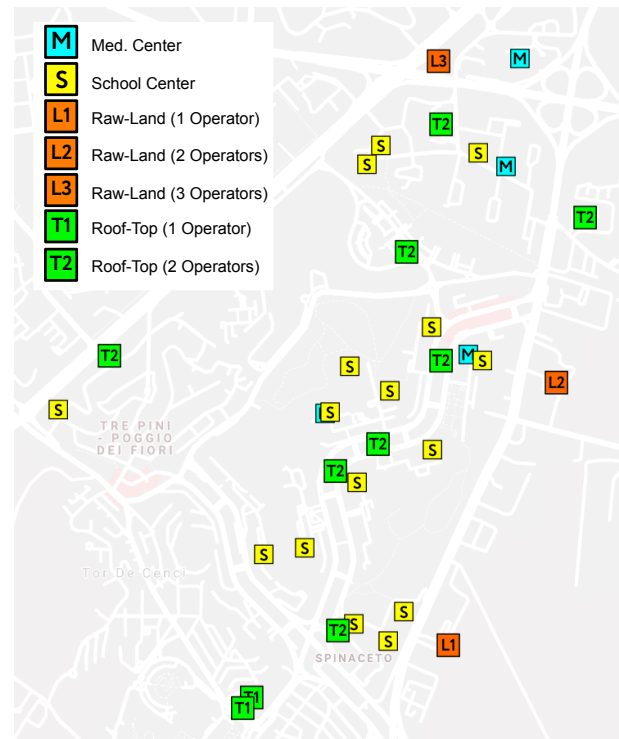 M Med. Center
S School Center
L1 Raw-Land (1 Operator)
L2 Raw-Land (2 Operators)
L3 Raw-Land (3 Operators)
T1 Roof-Top (1 Operator)
T2 Roof-Top (2 Operators)
L3
M
T2
S
S
S
M
T2
T2
S
T2
M
S
T2
S
L2
S
S
S
TRE PINI
- POGGIO
DEI FIORI
T2
S
T2
S
S
S
Tor De Cenci
S
T2
S
S
L1
SPINACETO
T1
T1